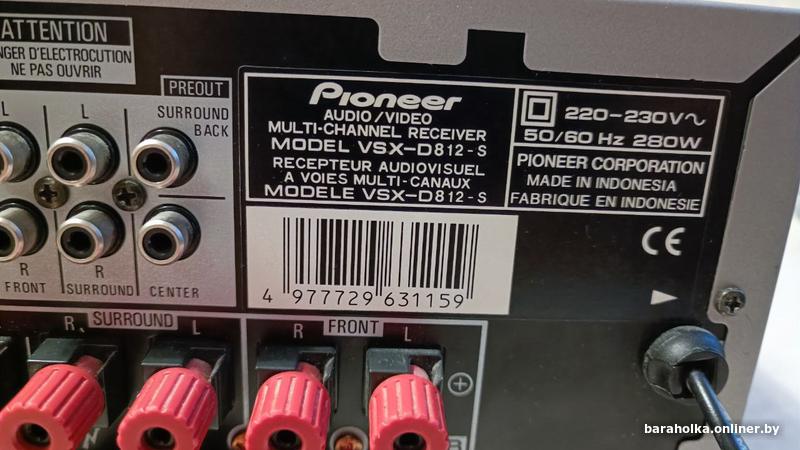 ATTENTION
NGER D'ELECTROCUTION
NE PAS OUVRIR
PREOUT
L
L
SURROUND
BACK
R
R
FRONT
SURROUND
CENTER
Pioneer
AUDIO/VIDEO
MULTI-CHANNEL RECEIVER
MODEL VSX-D812-S
RECEPTEUR AUDIOVISUEL
A VOIES MULTI-CANAUX
MODELE VSX-D812-S
220-230V~
50/60 Hz 280W
PIONEER CORPORATION
MADE IN INDONESIA
FABRIQUE EN INDONESIE
CE
4 977729 631159
R SURROUND L
R FRONT L
baraholka.onliner.by